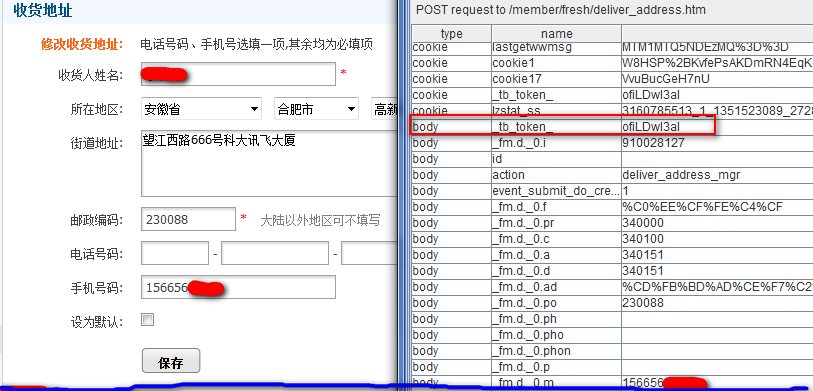 收货地址
修改收货地址: 电话号码、手机号选填一项,其余均为必填项
收货人姓名: *
所在地区: 安徽省 合肥市 高新
街道地址: 望江西路666号科大讯飞大厦
邮政编码: 230088 * 大陆以外地区可不填写
电话号码: - -
手机号码: 156656
设为默认:
保存
POST request to /member/fresh/deliver_address.htm
type name
cookie lastgetwwmsg MTM1MTQ5NDEzMQ%3D%3D
cookie cookie1 W8HSP%2BKvfePsAKDmRN4EqK
cookie cookie17 VvuBucGeH7nU
cookie _tb_token_ ofiLDwI3aI
cookie lzstat_ss 3160785513_1_1351523089_2728
body _tb_token_ ofiLDwI3aI
body _fm.d._0.i 910028127
body id
body action deliver_address_mgr
body event_submit_do_cre... 1
body _fm.d._0.f %C0%EE%CF%FE%C4%CF
body _fm.d._0.pr 340000
body _fm.d._0.c 340100
body _fm.d._0.a 340151
body _fm.d._0.d 340151
body _fm.d._0.ad %CD%FB%BD%AD%CE%F7%C2
body _fm.d._0.po 230088
body _fm.d._0.ph
body _fm.d._0.pho
body _fm.d._0.phon
body _fm.d._0.p
body _fm.d._0.m 156656